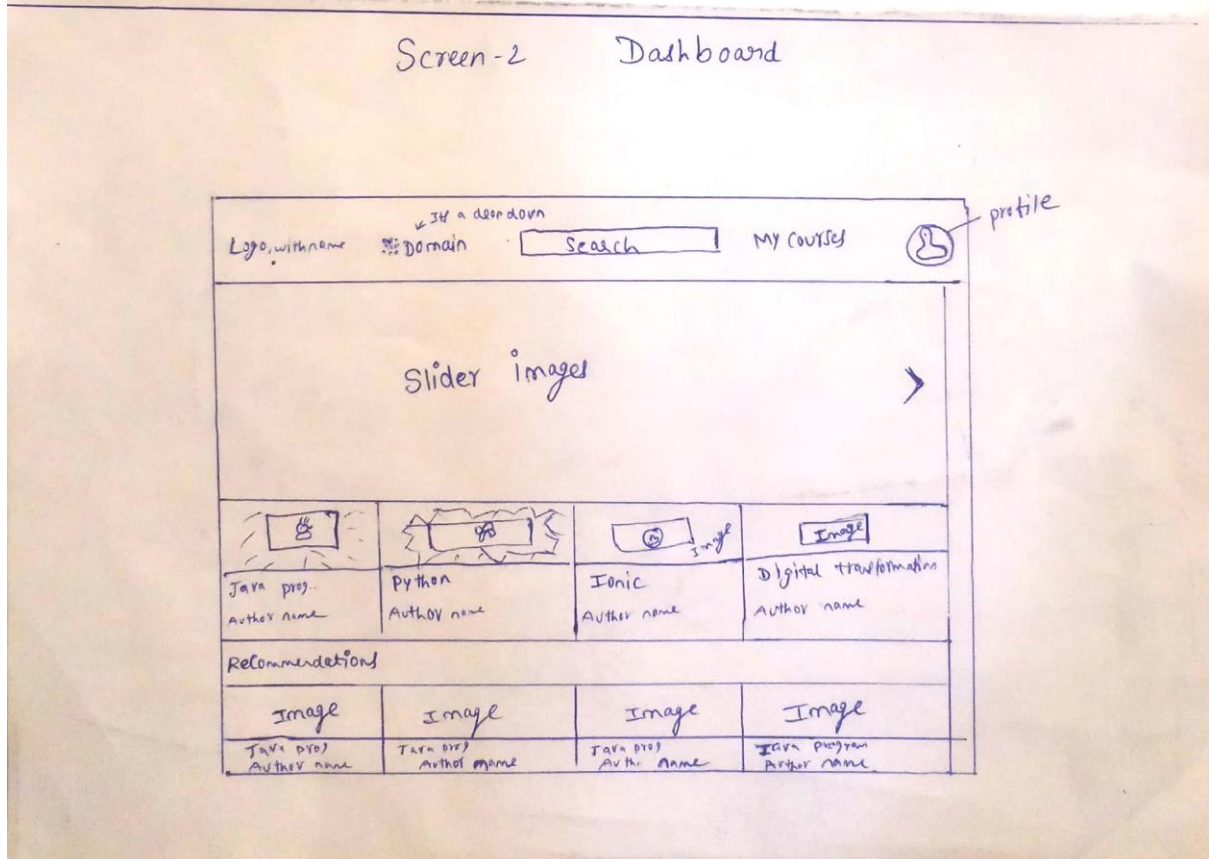 Screen-2 Dashboard
It's a dropdown
profile
Logo, with name Domain Search My Courses
Slider images
Image Image
Java prog.. Python Ionic Digital transformation
Author name Author name Author name Author name
Recommendations
Image Image Image Image
Java prog Java prog Java prog Java program
Author name Author name Auth. name Author name